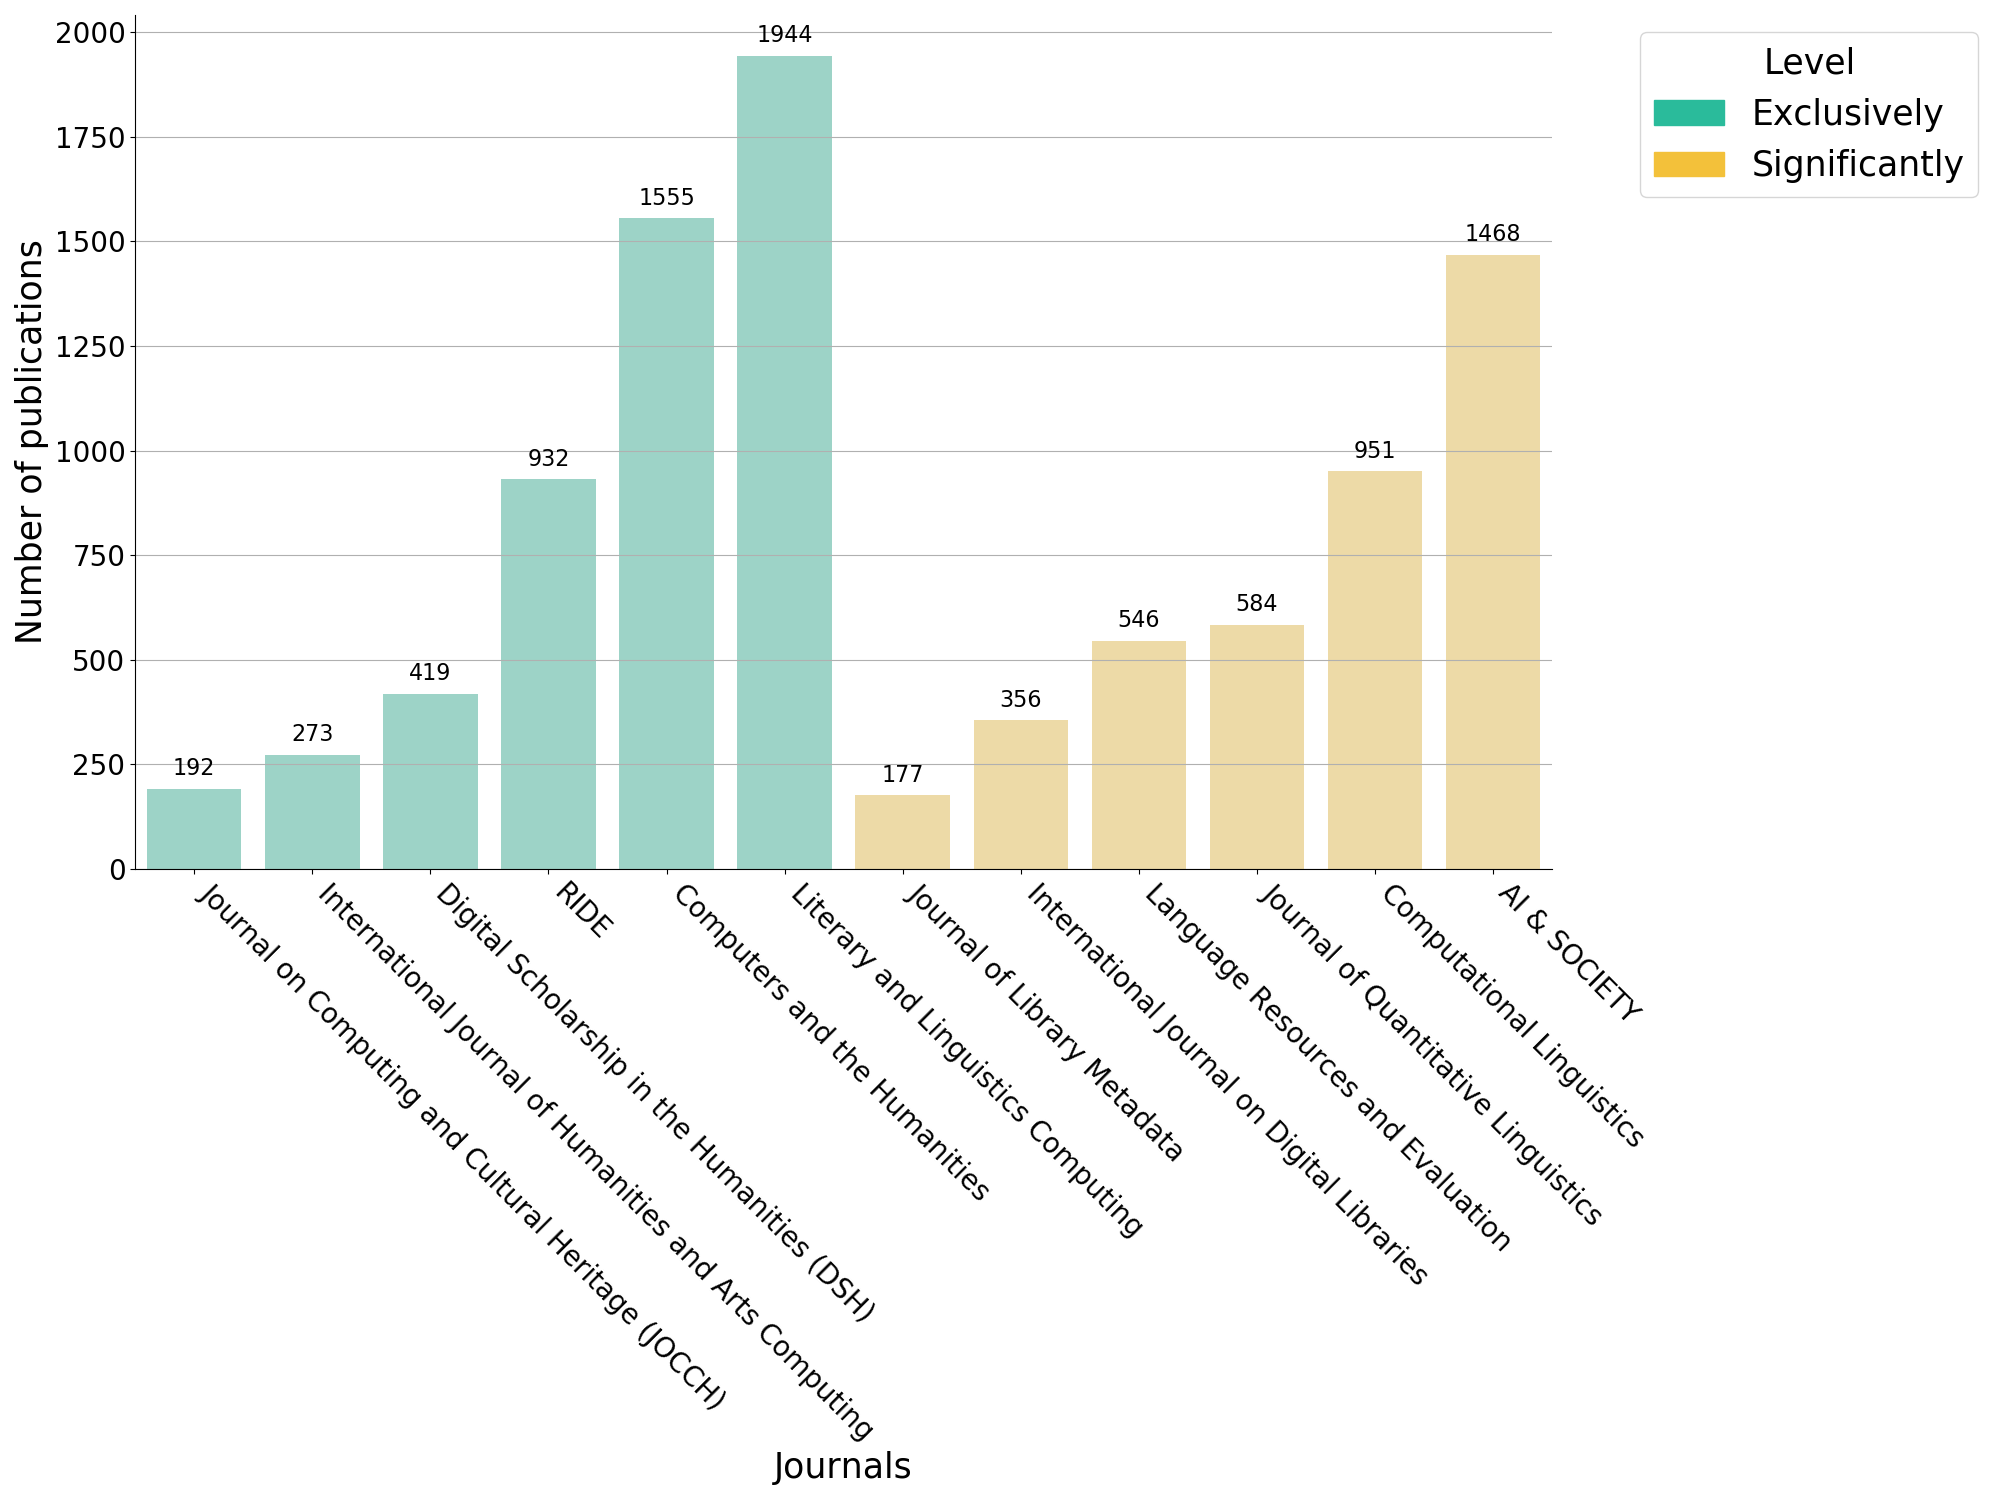 2000
1750
1500
1250
1000
750
500
250
0
Number of publications
192
273
419
932
1555
1944
177
356
546
584
951
1468
Journal on Computing and Cultural Heritage (JOCCH)
International Journal of Humanities and Arts Computing
Digital Scholarship in the Humanities (DSH)
RIDE
Computers and the Humanities
Literary and Linguistics Computing
Journal of Library Metadata
International Journal on Digital Libraries
Language Resources and Evaluation
Journal of Quantitative Linguistics
Computational Linguistics
AI & SOCIETY
Journals
Level
Exclusively
Significantly